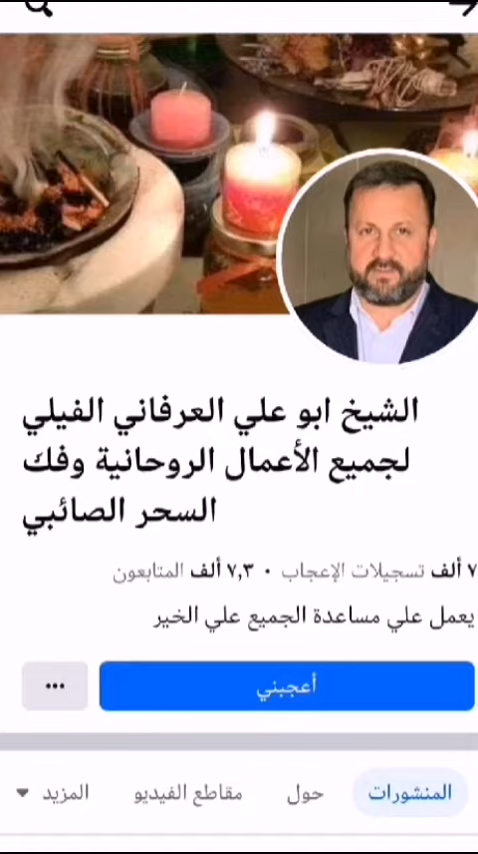 الشيخ ابو علي العرفاني الفيلي
لجميع الأعمال الروحانية وفك
السحر الصائبي
٧ ألف تسجيلات الإعجاب • ٧,٣ ألف المتابعون
يعمل علي مساعدة الجميع علي الخير
أعجبني
المنشورات حول مقاطع الفيديو المزيد